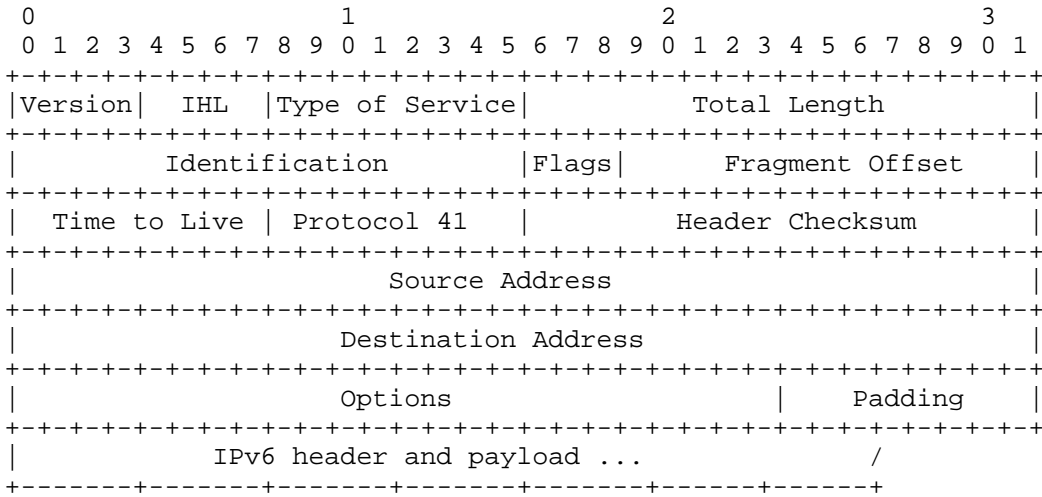 0                   1                   2                   3
 0 1 2 3 4 5 6 7 8 9 0 1 2 3 4 5 6 7 8 9 0 1 2 3 4 5 6 7 8 9 0 1
+-+-+-+-+-+-+-+-+-+-+-+-+-+-+-+-+-+-+-+-+-+-+-+-+-+-+-+-+-+-+-+-+
|Version|  IHL  |Type of Service|          Total Length         |
+-+-+-+-+-+-+-+-+-+-+-+-+-+-+-+-+-+-+-+-+-+-+-+-+-+-+-+-+-+-+-+-+
|         Identification        |Flags|      Fragment Offset    |
+-+-+-+-+-+-+-+-+-+-+-+-+-+-+-+-+-+-+-+-+-+-+-+-+-+-+-+-+-+-+-+-+
|  Time to Live | Protocol 41   |         Header Checksum       |
+-+-+-+-+-+-+-+-+-+-+-+-+-+-+-+-+-+-+-+-+-+-+-+-+-+-+-+-+-+-+-+-+
|                       Source Address                          |
+-+-+-+-+-+-+-+-+-+-+-+-+-+-+-+-+-+-+-+-+-+-+-+-+-+-+-+-+-+-+-+-+
|                    Destination Address                        |
+-+-+-+-+-+-+-+-+-+-+-+-+-+-+-+-+-+-+-+-+-+-+-+-+-+-+-+-+-+-+-+-+
|                    Options                    |    Padding    |
+-+-+-+-+-+-+-+-+-+-+-+-+-+-+-+-+-+-+-+-+-+-+-+-+-+-+-+-+-+-+-+-+
|            IPv6 header and payload ...              /
+-------+-------+-------+-------+-------+------+------+